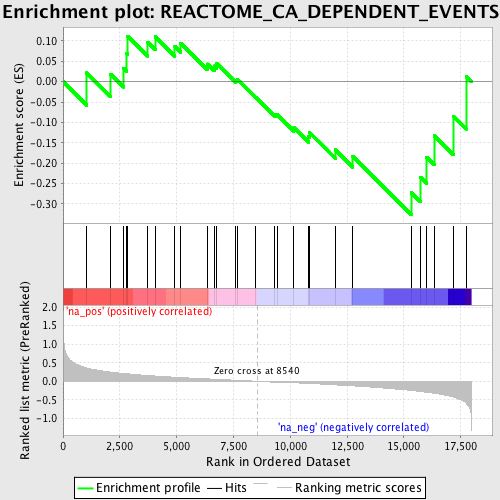 Enrichment plot: REACTOME_CA_DEPENDENT_EVENTS
Enrichment score (ES)
0.10
0.05
0.00
-0.05
-0.10
-0.15
-0.20
-0.25
-0.30
'na_pos' (positively correlated)
Ranked list metric (PreRanked)
2.0
1.5
1.0
0.5
0.0
-0.5
-1.0
Zero cross at 8540
'na_neg' (negatively correlated)
0
2,500
5,000
7,500
10,000
12,500
15,000
17,500
Rank in Ordered Dataset
Enrichment profile
Hits
Ranking metric scores